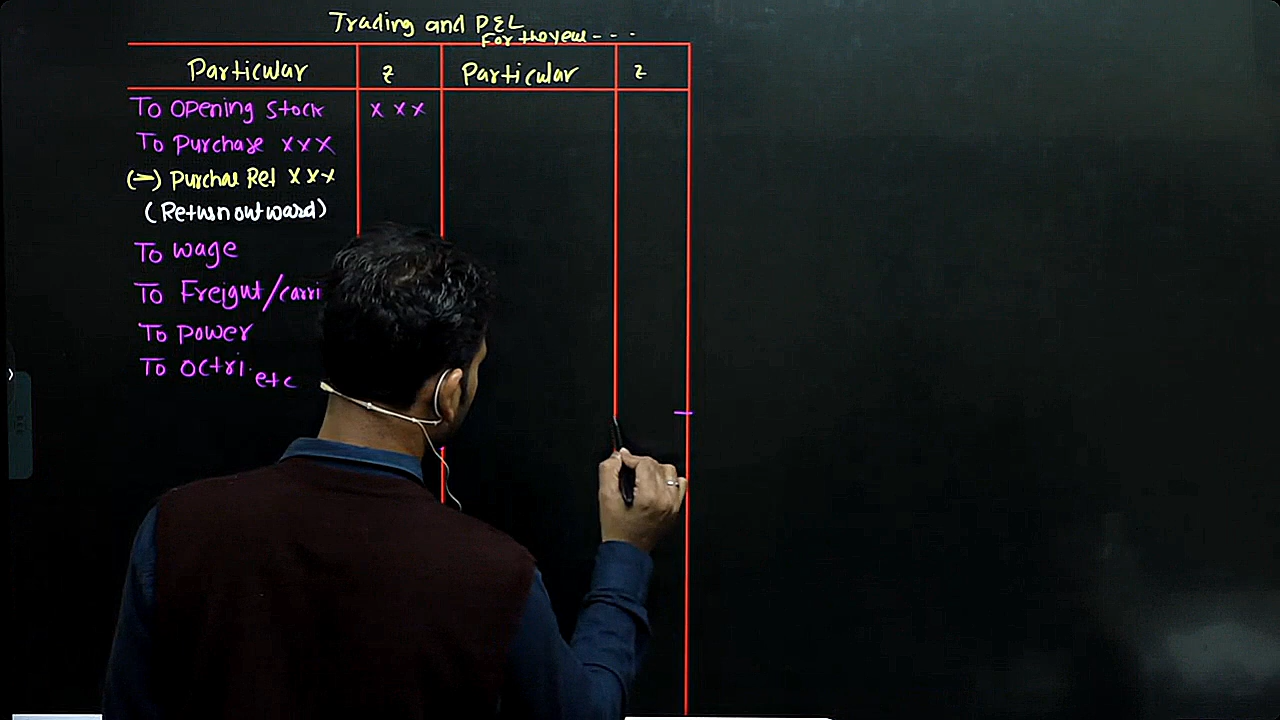 Trading and P&L
For the year - - -
Particular ₹ Particular ₹
To Opening stock x x x
To Purchase x x x
(-) Purchase Ret x x x
(Return outward)
To wage
To Freignt/carri
To power
To Octri. etc